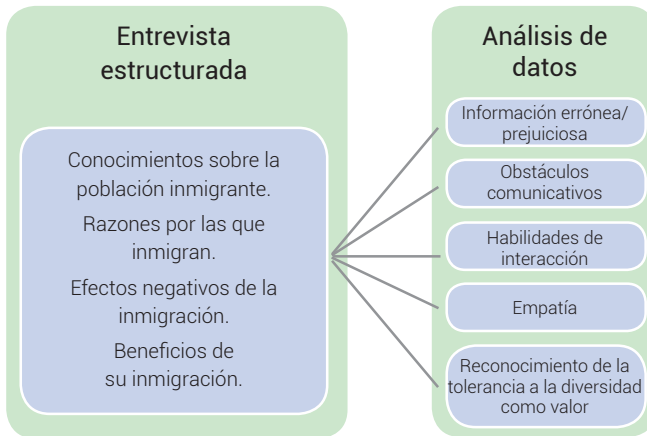 Entrevista
estructurada
Conocimientos sobre la
población inmigrante.
Razones por las que
inmigran.
Efectos negativos de la
inmigración.
Beneficios de
su inmigración.
Análisis de
datos
Información errónea/
prejuiciosa
Obstáculos
comunicativos
Habilidades de
interacción
Empatía
Reconocimiento de la
tolerancia a la diversidad
como valor